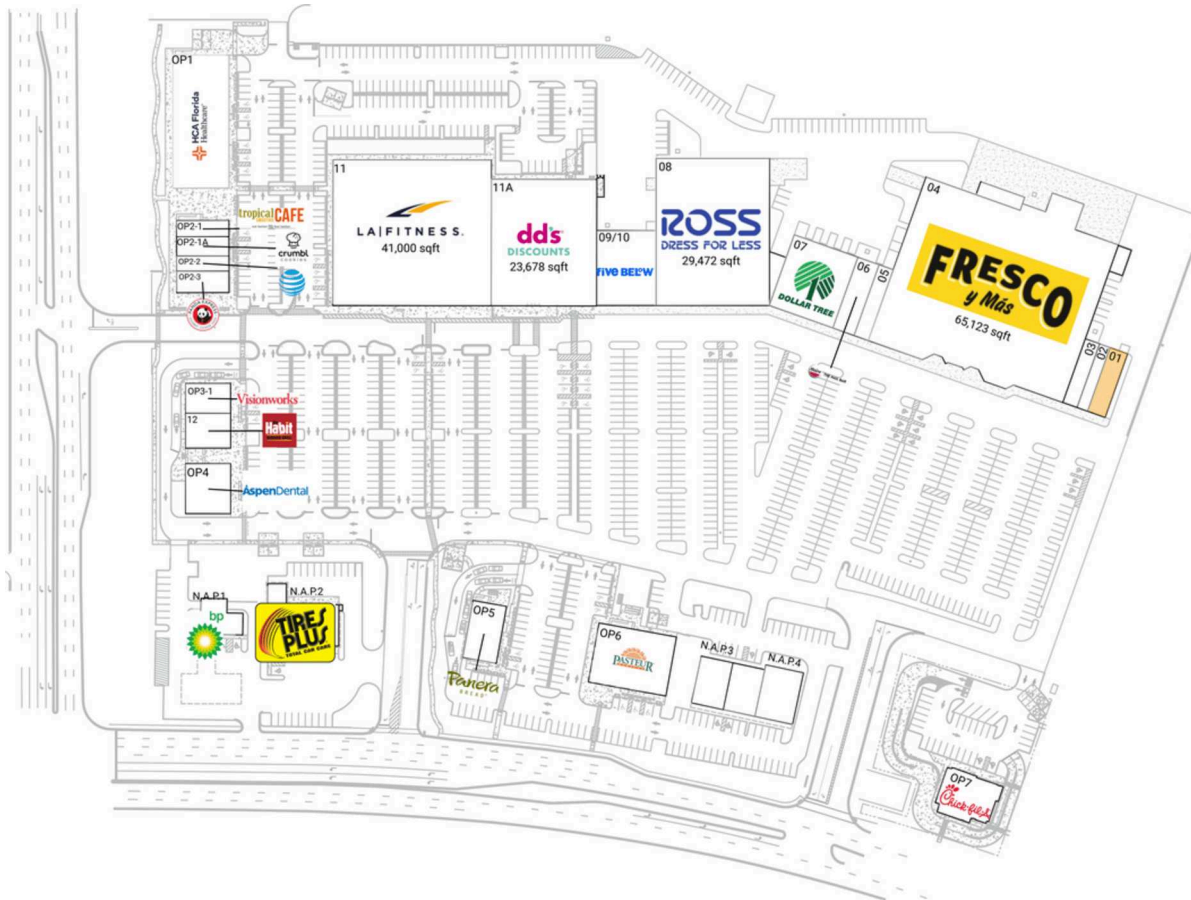 OP1
HCA Florida
Healthcare
OP2-1
OP2-1A
OP2-2
OP2-3
tropical
CAFE
crumbl
COOKIES
AT&T
11
LA|FITNESS.
41,000 sqft
11A
dd's
DISCOUNTS
23,678 sqft
09/10
FIVE BELOW
08
ROSS
DRESS FOR LESS
29,472 sqft
07
DOLLAR TREE
06
05
04
FRESCO
y Más
65,123 sqft
03
02
01
OP3-1
Visionworks
12
Habit
OP4
AspenDental
N.A.P.1
bp
N.A.P.2
TIRES
PLUS
TOTAL CAR CARE
OP5
Panera
BREAD
OP6
PASTEUR
N.A.P.3
N.A.P.4
OP7
Chick-fil-A